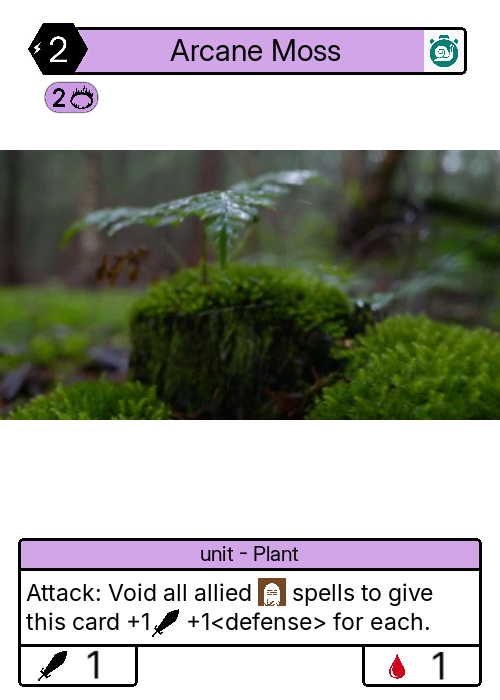 2
Arcane Moss
2
unit - Plant
Attack: Void all allied spells to give
this card +1 +1<defense> for each.
1
1